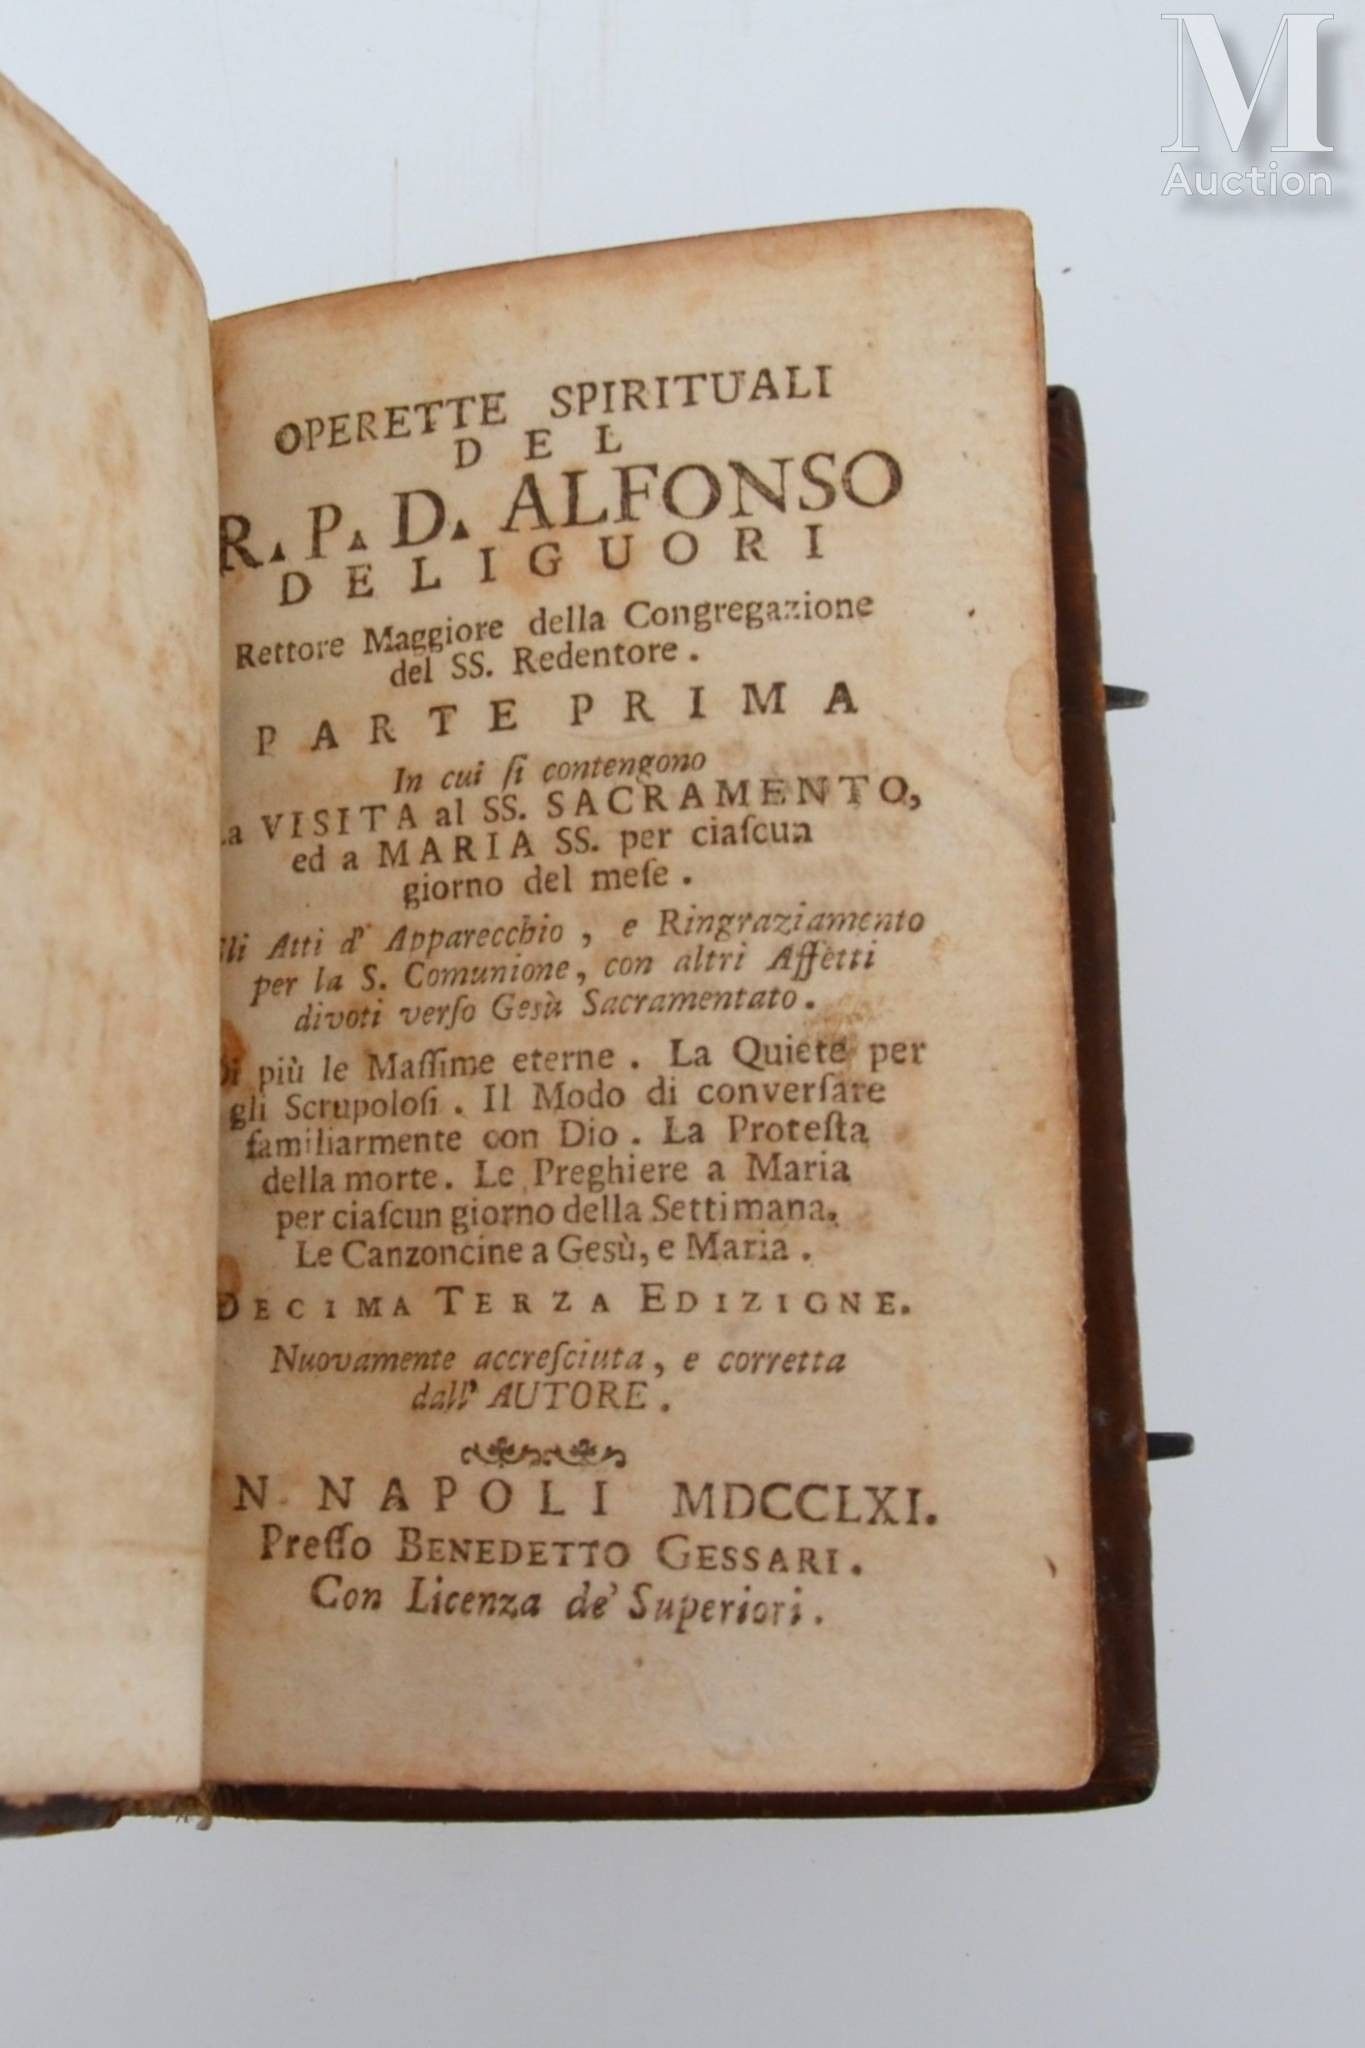 M
Auction
OPERETTE SPIRITUALI
DEL
R. P. D. ALFONSO
DE LIGUORI
Rettore Maggiore della Congregazione
del SS. Redentore.
PARTE PRIMA
In cui ſi contengono
La VISITA al SS. SACRAMENTO,
ed a MARIA SS. per ciaſcun
giorno del meſe.
Gli Atti d' Apparecchio, e Ringraziamento
per la S. Comunione, con altri Affetti
divoti verſo Gesù Sacramentato.
Di più le Maſſime eterne. La Quiete per
gli Scrupoloſi. Il Modo di converſare
familiarmente con Dio. La Proteſta
della morte. Le Preghiere a Maria
per ciaſcun giorno della Settimana.
Le Canzoncine a Gesù, e Maria.
DECIMA TERZA EDIZIONE.
Nuovamente accreſciuta, e corretta
dall' AUTORE.
N NAPOLI MDCCLXI.
Preſſo BENEDETTO GESSARI.
Con Licenza de' Superiori.